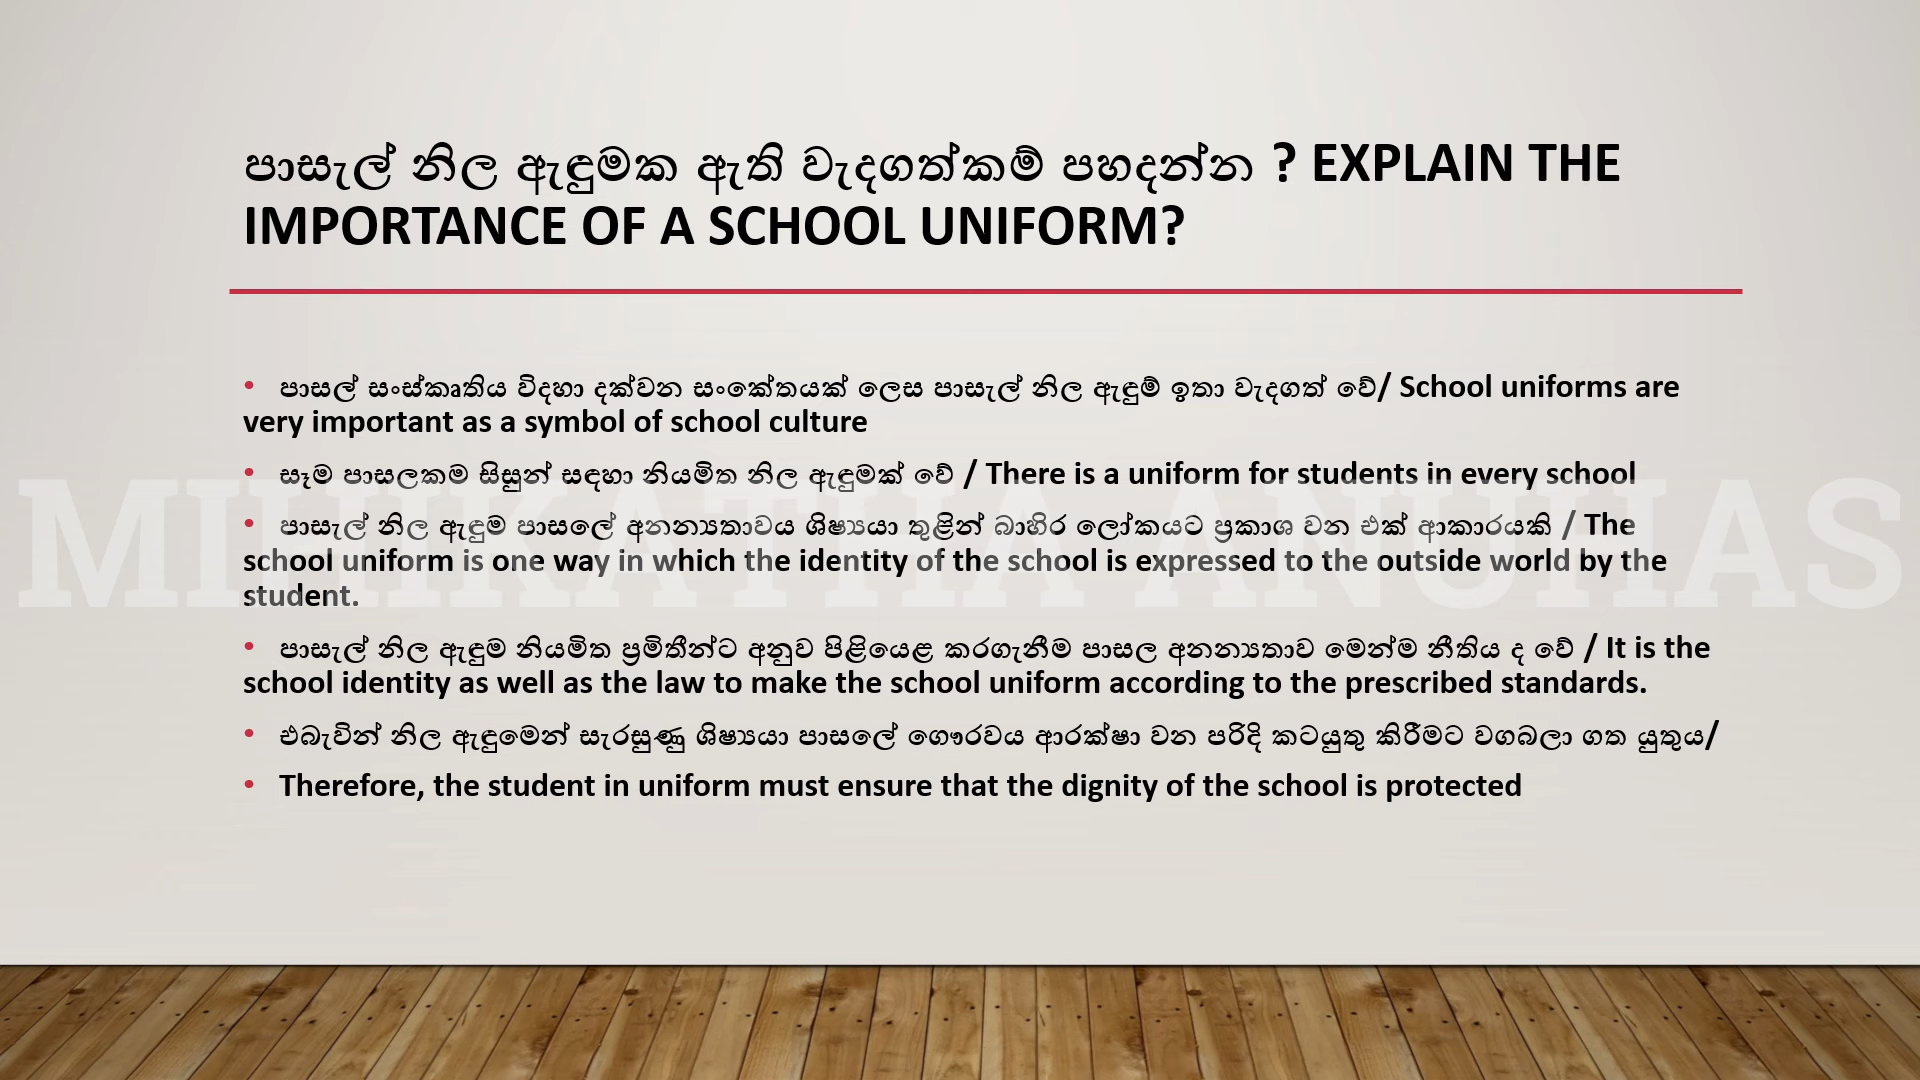 පාසැල් නිල ඇඳුමක ඇති වැදගත්කම් පහදන්න ? EXPLAIN THE
IMPORTANCE OF A SCHOOL UNIFORM?
• පාසල් සංස්කෘතිය විදහා දක්වන සංකේතයක් ලෙස පාසැල් නිල ඇඳුම් ඉතා වැදගත් වේ/ School uniforms are
very important as a symbol of school culture
• සෑම පාසලකම සිසුන් සඳහා නියමිත නිල ඇඳුමක් වේ / There is a uniform for students in every school
• පාසැල් නිල ඇඳුම පාසලේ අනන්‍යතාවය ශිෂ්‍යයා තුළින් බාහිර ලෝකයට ප්‍රකාශ වන එක් ආකාරයකි / The
school uniform is one way in which the identity of the school is expressed to the outside world by the
student.
• පාසැල් නිල ඇඳුම නියමිත ප්‍රමිතීන්ට අනුව පිළියෙළ කරගැනීම පාසල අනන්‍යතාව මෙන්ම නීතිය ද වේ / It is the
school identity as well as the law to make the school uniform according to the prescribed standards.
• එබැවින් නිල ඇඳුමෙන් සැරසුණු ශිෂ්‍යයා පාසලේ ගෞරවය ආරක්ෂා වන පරිදි කටයුතු කිරීමට වගබලා ගත යුතුය/
• Therefore, the student in uniform must ensure that the dignity of the school is protected
ANUHAS